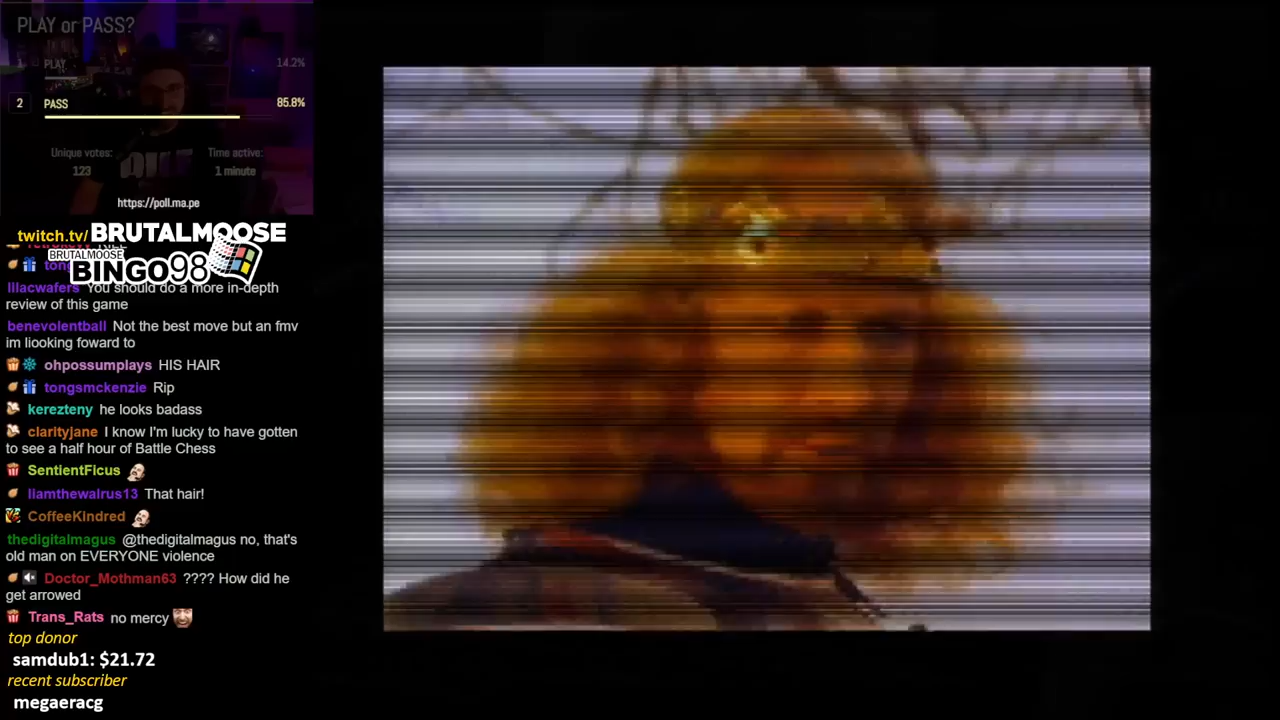 PLAY or PASS?
1 PLAY 14.2%
2 PASS 85.8%
Unique votes: Time active:
123 1 minute
https://poll.ma.pe
twitch.tv/BRUTALMOOSE
BRUTALMOOSE
BINGO98
lilacwafers You should do a more in-depth
review of this game
benevolentball Not the best move but an fmv
im liooking foward to
ohpossumplays HIS HAIR
tongsmckenzie Rip
kerezteny he looks badass
clarityjane I know I'm lucky to have gotten
to see a half hour of Battle Chess
SentientFicus
liamthewalrus13 That hair!
CoffeeKindred
thedigitalmagus @thedigitalmagus no, that's
old man on EVERYONE violence
Doctor_Mothman63 ???? How did he
get arrowed
Trans_Rats no mercy
top donor
samdub1: $21.72
recent subscriber
megaeracg